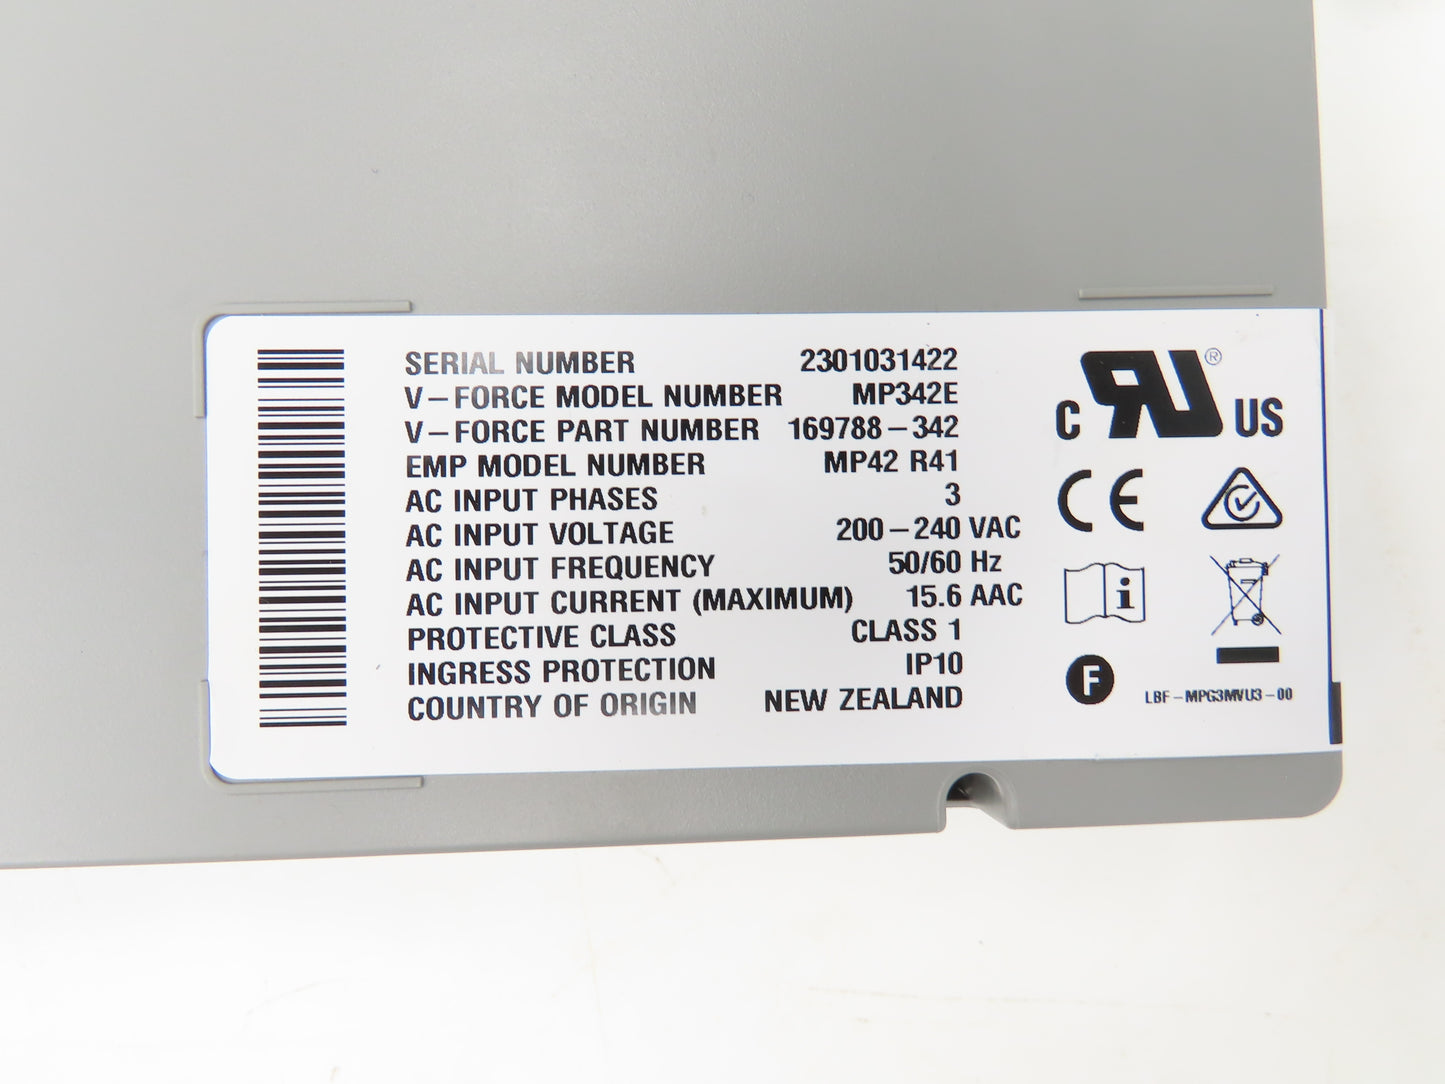 SERIAL NUMBER 2301031422
V-FORCE MODEL NUMBER MP342E
V-FORCE PART NUMBER 169788-342
EMP MODEL NUMBER MP42 R41
AC INPUT PHASES 3
AC INPUT VOLTAGE 200-240 VAC
AC INPUT FREQUENCY 50/60 Hz
AC INPUT CURRENT (MAXIMUM) 15.6 AAC
PROTECTIVE CLASS CLASS 1
INGRESS PROTECTION IP10
COUNTRY OF ORIGIN NEW ZEALAND
C RU ® US
CE
i
F LBF-MPG3MVU3-00